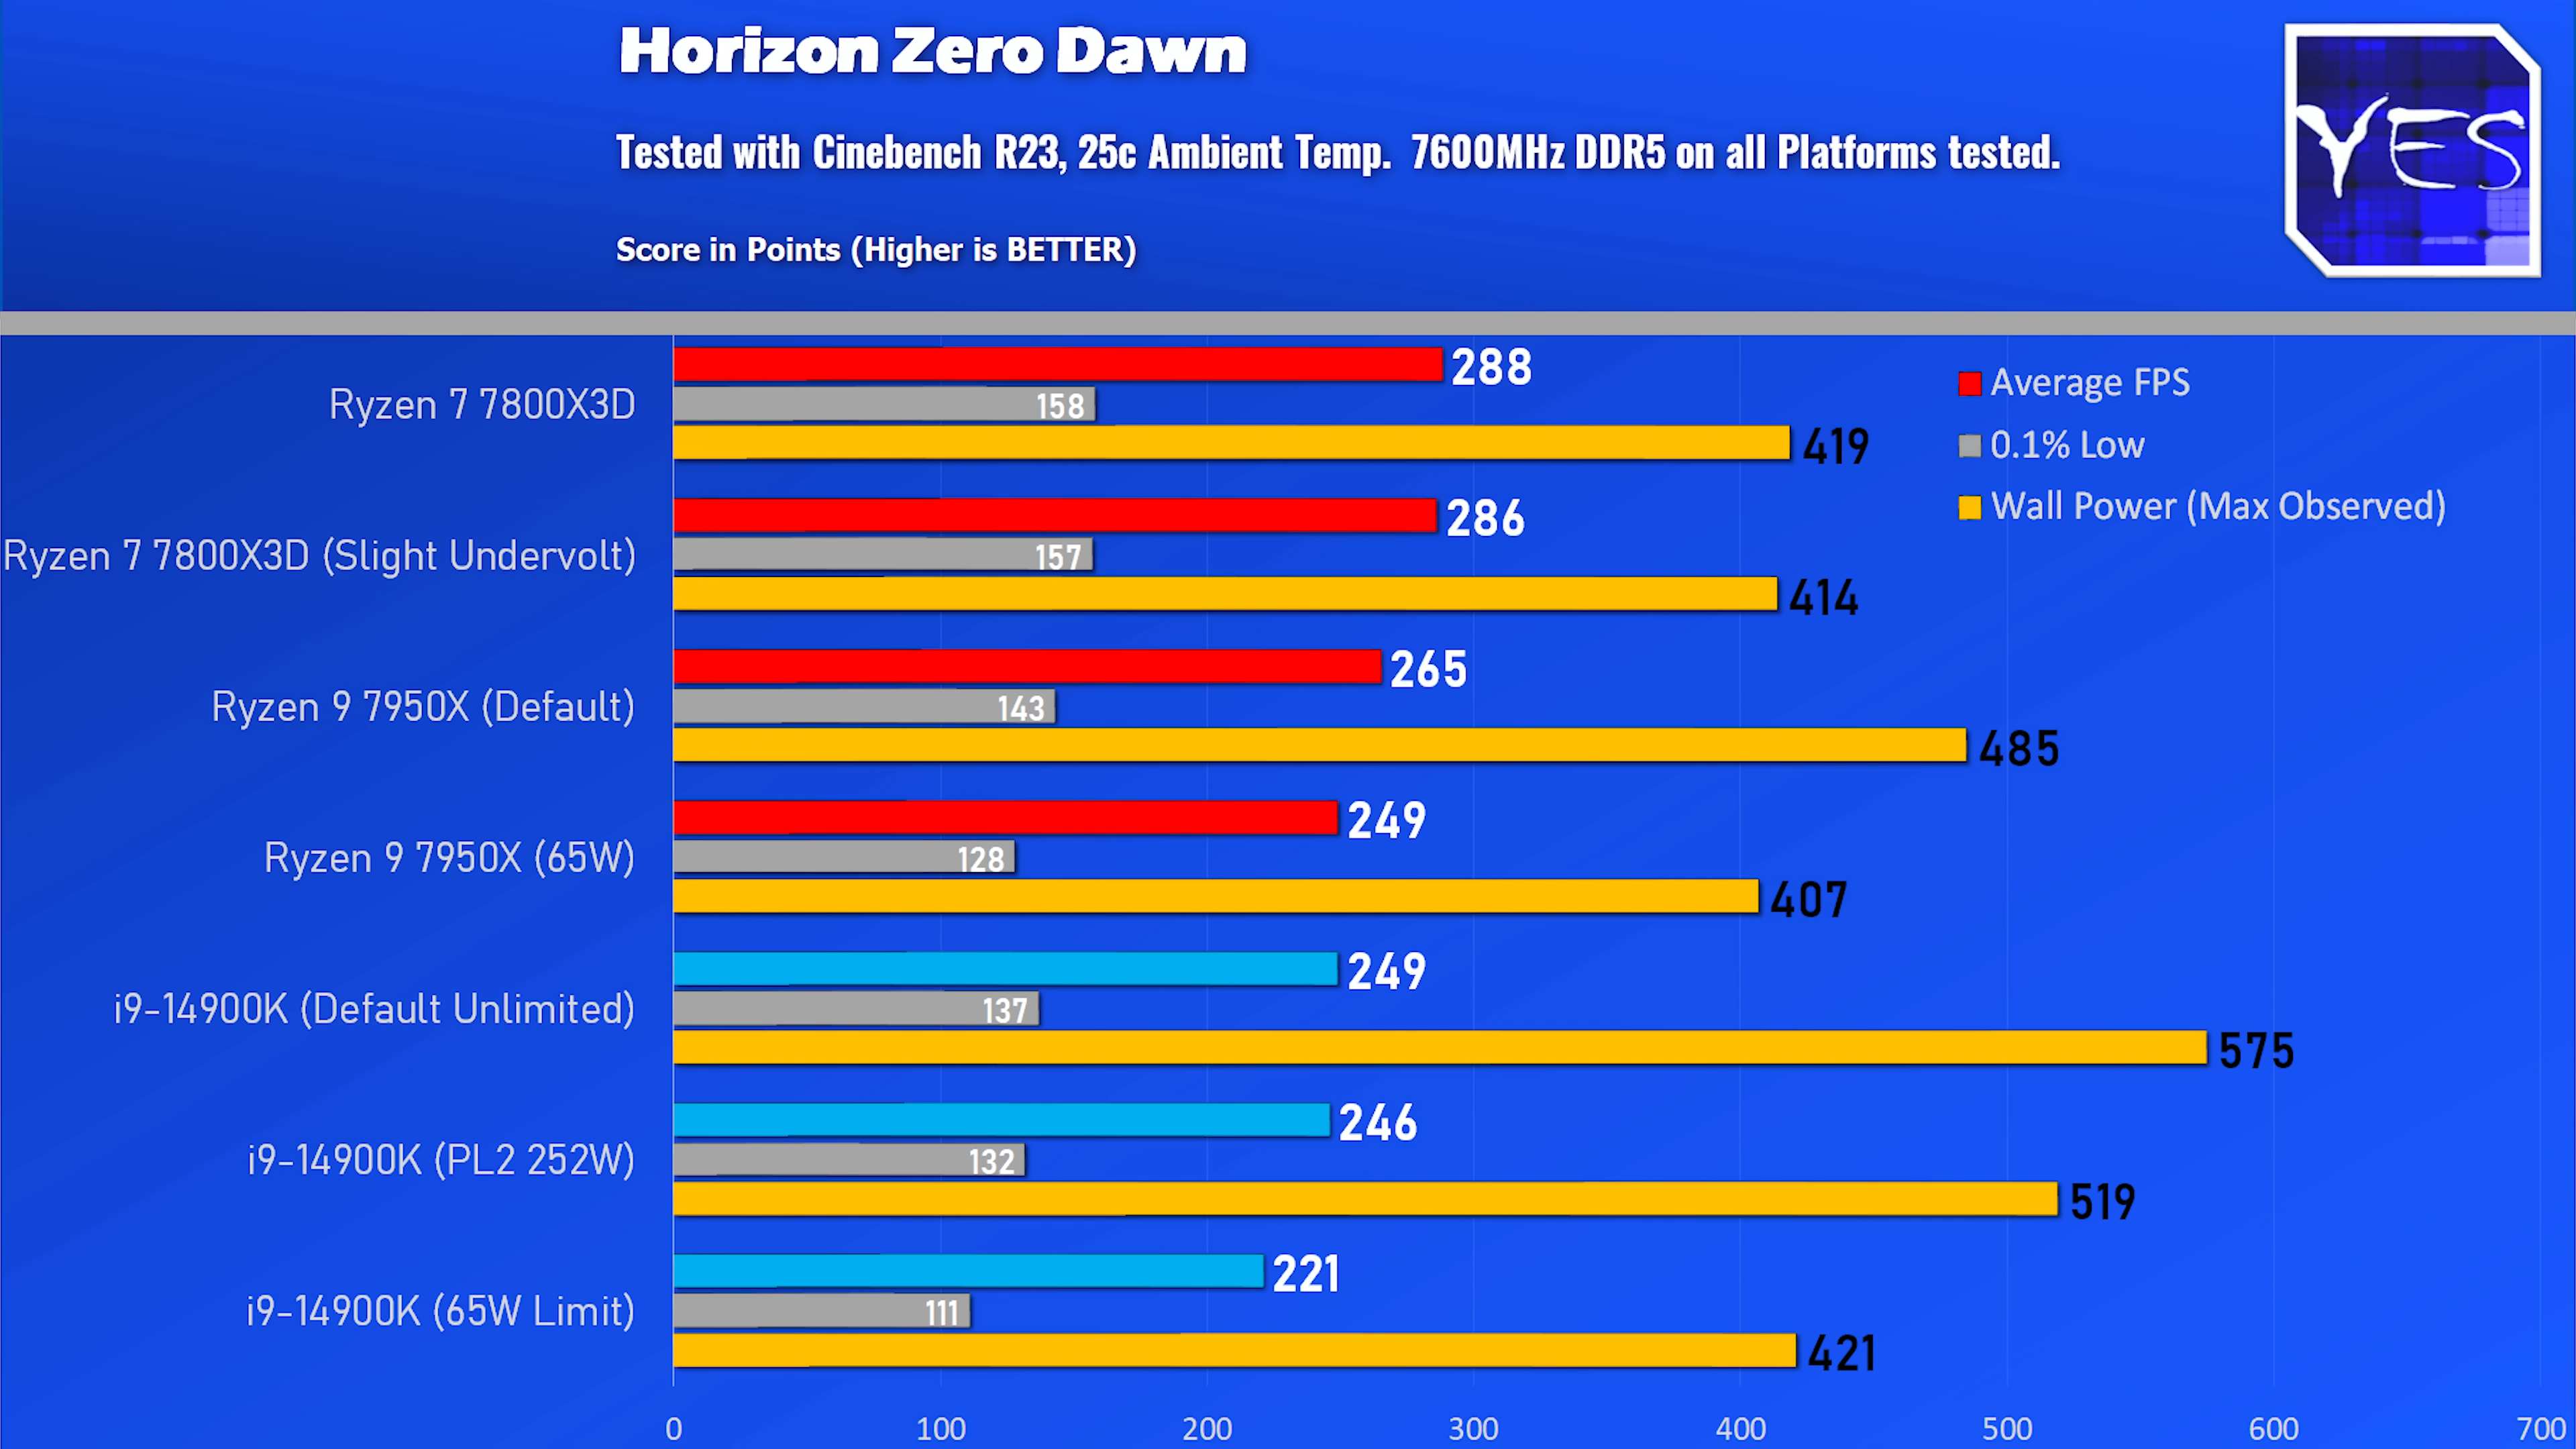 Horizon Zero Dawn
Tested with Cinebench R23, 25c Ambient Temp. 7600MHz DDR5 on all Platforms tested.
Score in Points (Higher is BETTER)
YES
Average FPS
0.1% Low
Wall Power (Max Observed)
Ryzen 7 7800X3D
288
158
419
Ryzen 7 7800X3D (Slight Undervolt)
286
157
414
Ryzen 9 7950X (Default)
265
143
485
Ryzen 9 7950X (65W)
249
128
407
i9-14900K (Default Unlimited)
249
137
575
i9-14900K (PL2 252W)
246
132
519
i9-14900K (65W Limit)
221
111
421
0 100 200 300 400 500 600 700